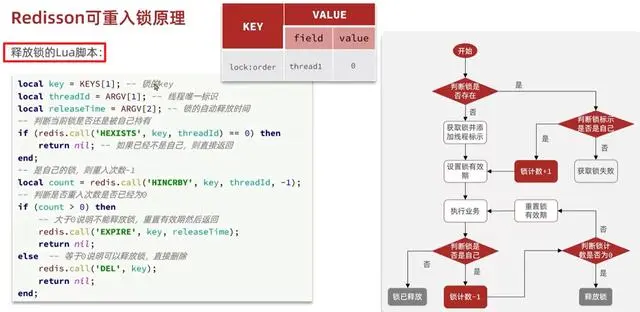 Redisson可重入锁原理
释放锁的Lua脚本：
KEY
VALUE
field
value
lock:order
thread1
0
local key = KEYS[1]; -- 锁的key
local threadId = ARGV[1]; -- 线程唯一标识
local releaseTime = ARGV[2]; -- 锁的自动释放时间
-- 判断当前锁是否还是被自己持有
if (redis.call('HEXISTS', key, threadId) == 0) then
return nil; -- 如果已经不是自己，则直接返回
end;
-- 是自己的锁，则重入次数-1
local count = redis.call('HINCRBY', key, threadId, -1);
-- 判断是否重入次数是否已经为0
if (count > 0) then
-- 大于0说明不能释放锁，重置有效期然后返回
redis.call('EXPIRE', key, releaseTime);
return nil;
else -- 等于0说明可以释放锁，直接删除
redis.call('DEL', key);
return nil;
end;
开始
判断锁是
否存在
是
否
获取锁并添
加线程标示
判断锁标示
是否是自己
是
否
锁计数+1
获取锁失败
设置锁有效
期
执行业务
重置锁
有效期
否
判断锁是
否是自己
判断锁计
数是否为0
否
是
是
锁已释放
锁计数-1
释放锁